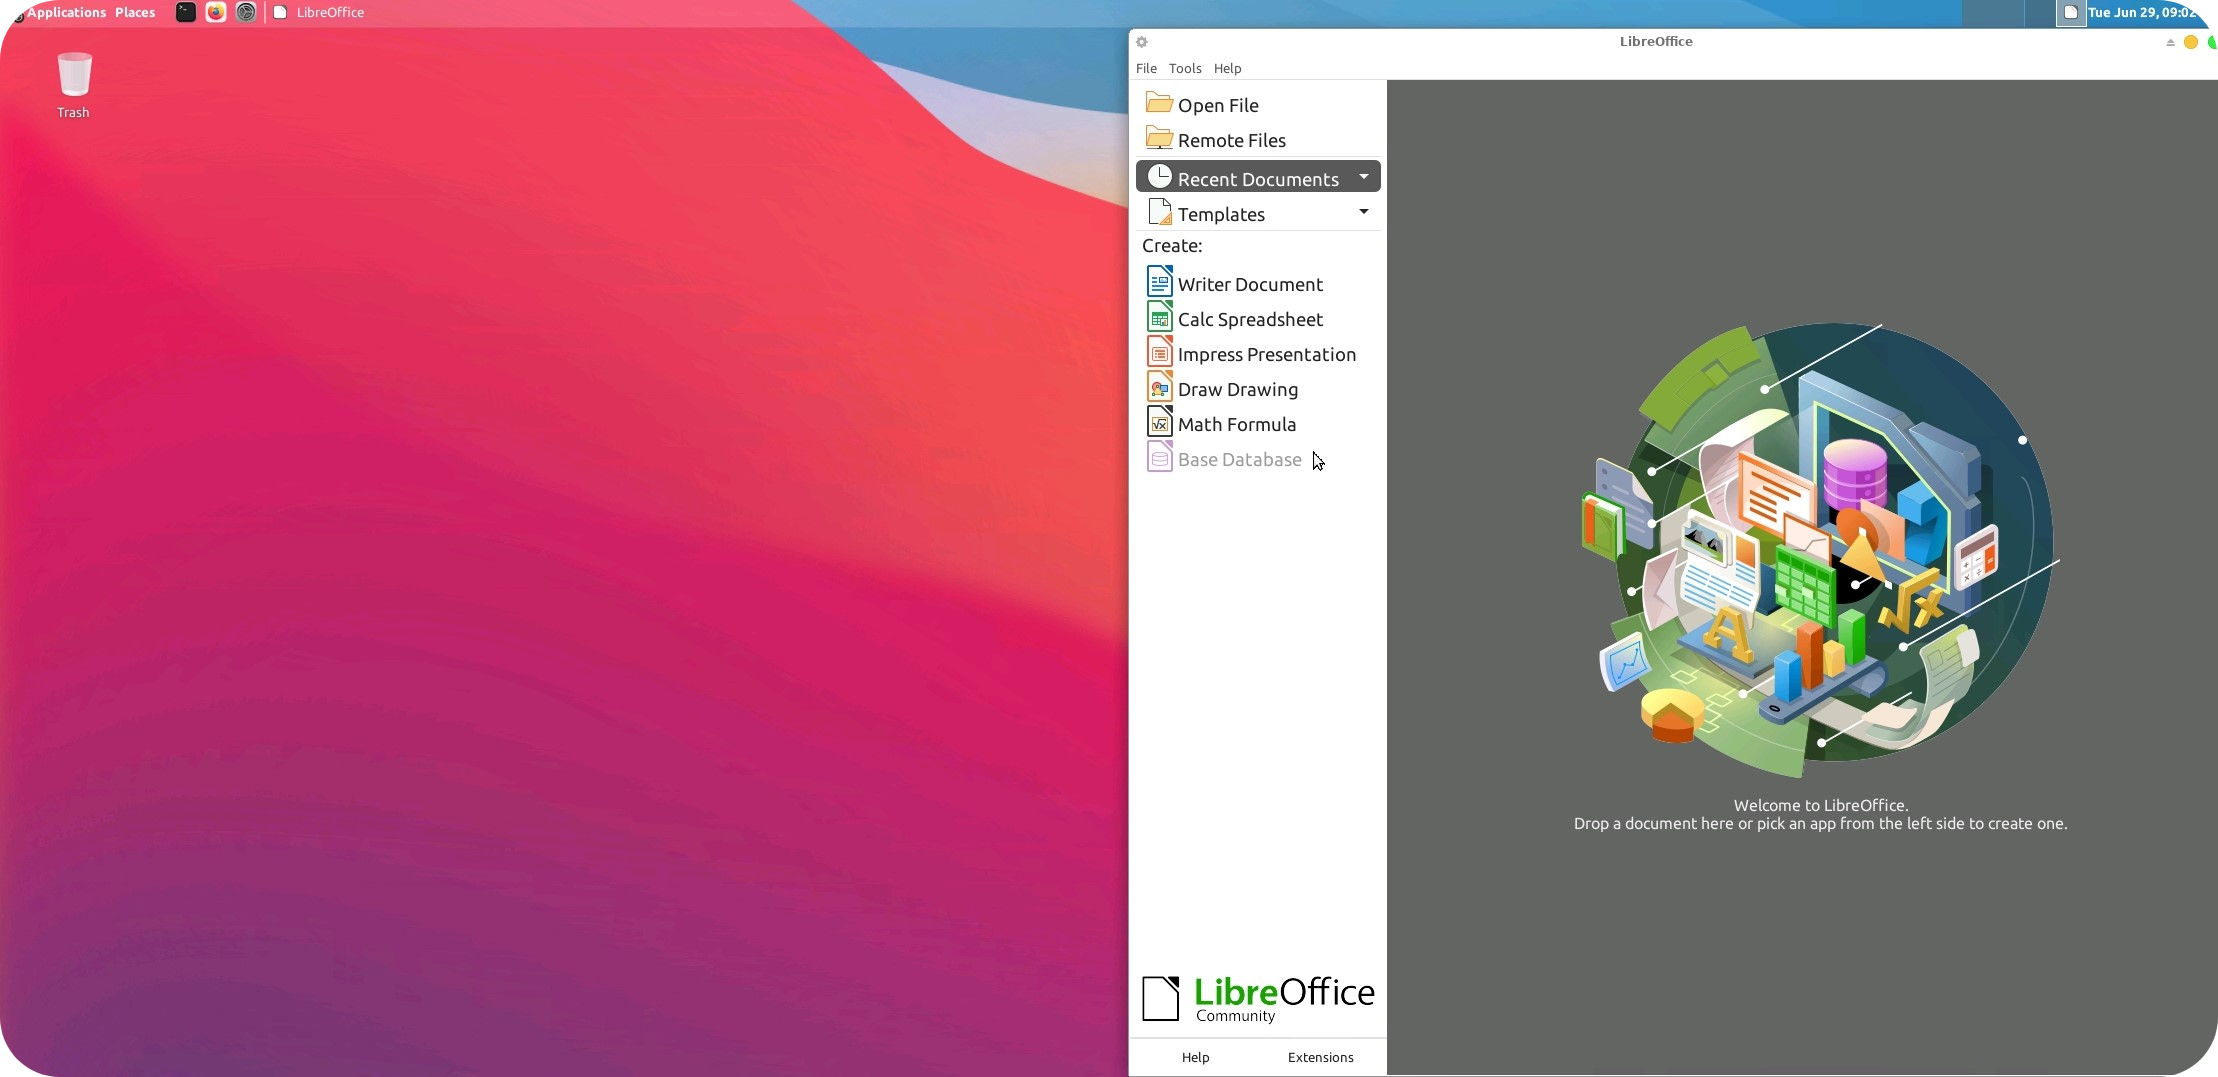 Applications Places LibreOffice Tue Jun 29, 09:02
Trash
LibreOffice
File Tools Help
Open File
Remote Files
Recent Documents
Templates
Create:
Writer Document
Calc Spreadsheet
Impress Presentation
Draw Drawing
Math Formula
Base Database
Welcome to LibreOffice.
Drop a document here or pick an app from the left side to create one.
LibreOffice
Community
Help Extensions